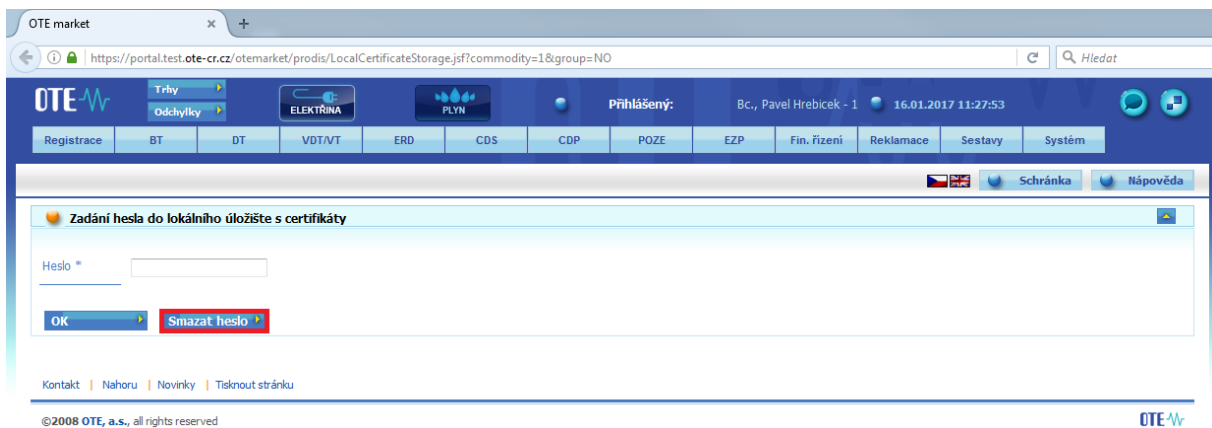 OTE market
https://portal.test.ote-cr.cz/otemarket/prodis/LocalCertificateStorage.jsf?commodity=1&group=NO
Hledat
OTE
Trhy
Odchylky
ELEKTŘINA
PLYN
Přihlášený:
Bc., Pavel Hrebicek - 1
16.01.2017 11:27:53
Registrace BT DT VDT/VT ERD CDS CDP POZE EZP Fin. řízení Reklamace Sestavy Systém
Schránka Nápověda
Zadání hesla do lokálního úložiště s certifikáty
Heslo *
OK Smazat heslo
Kontakt | Nahoru | Novinky | Tisknout stránku
©2008 OTE, a.s., all rights reserved
OTE